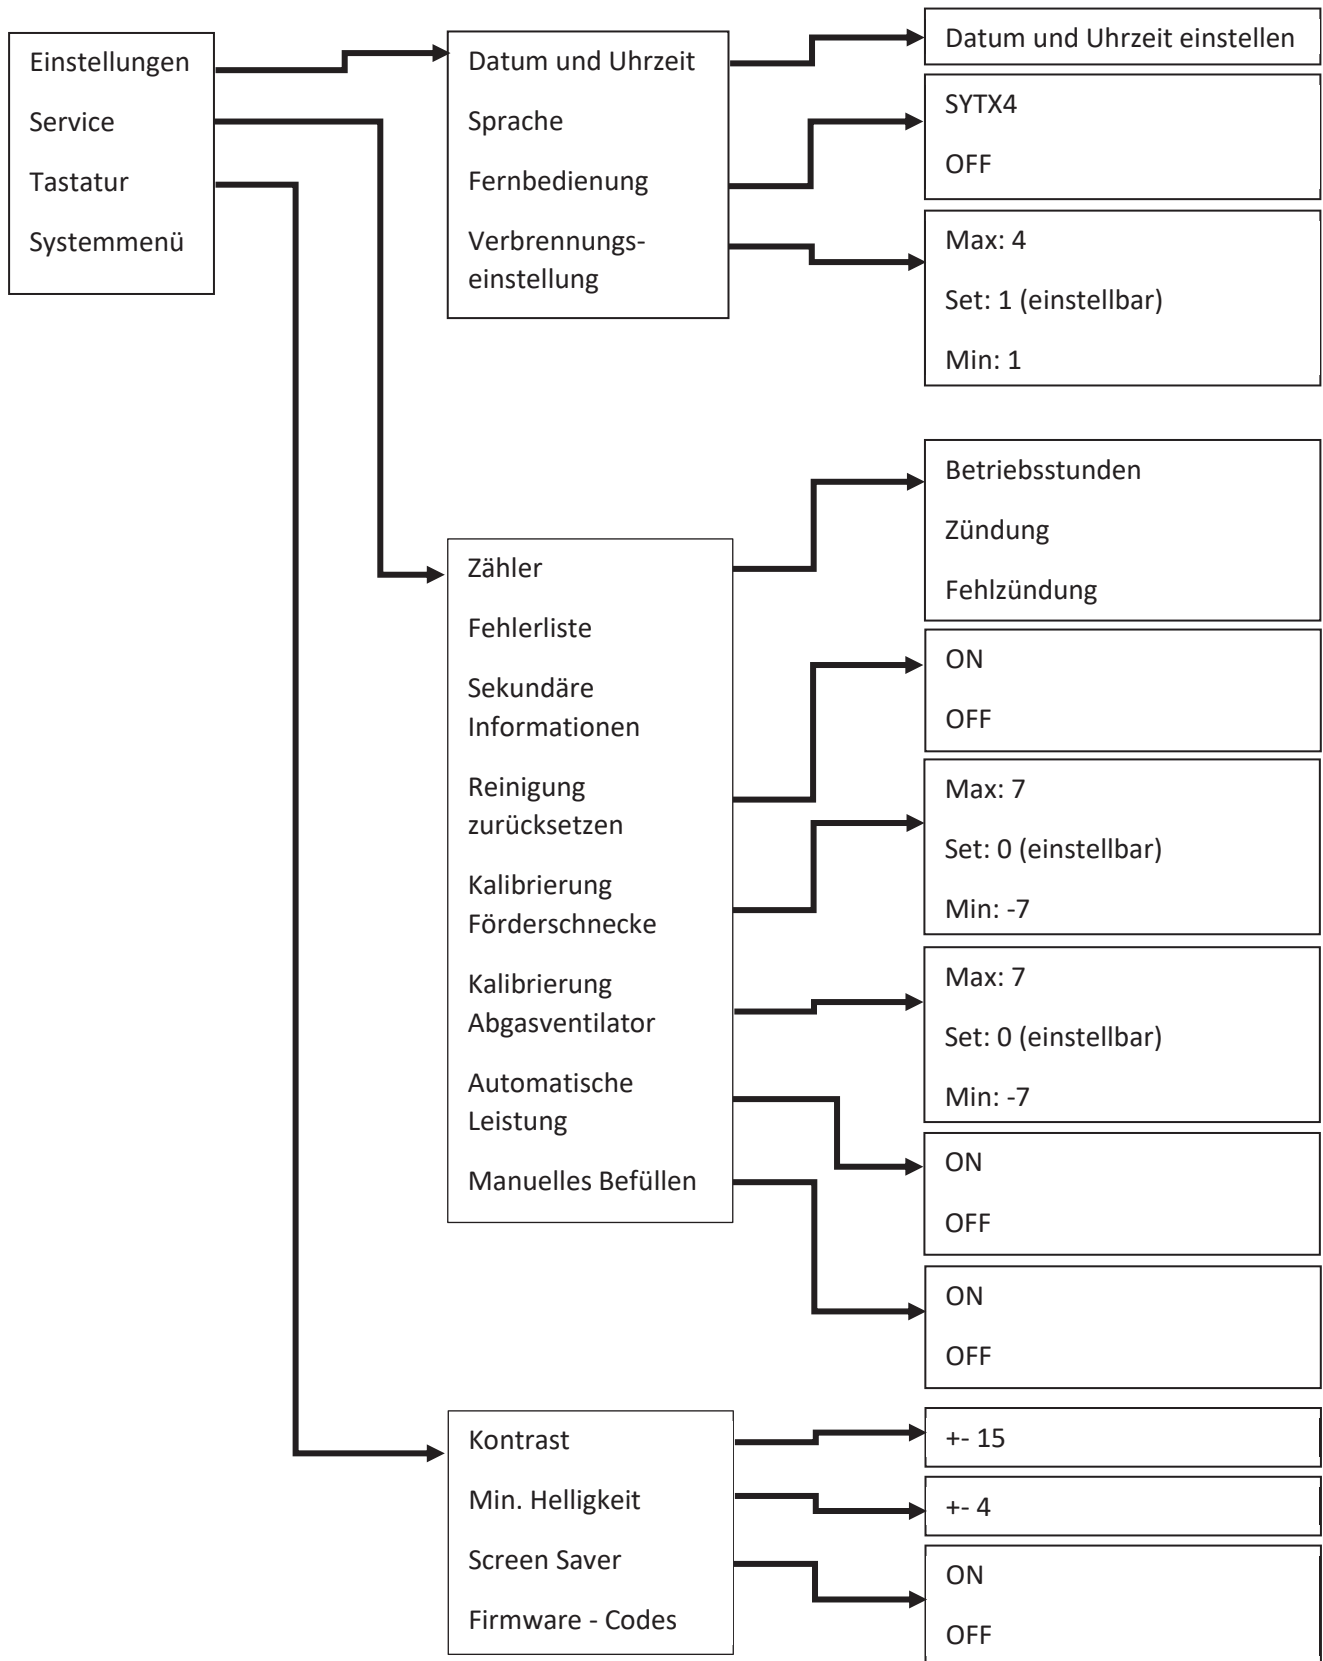 Einstellungen
Service
Tastatur
Systemmenü
Datum und Uhrzeit
Sprache
Fernbedienung
Verbrennungs-
einstellung
Datum und Uhrzeit einstellen
SYTX4
OFF
Max: 4
Set: 1 (einstellbar)
Min: 1
Zähler
Fehlerliste
Sekundäre
Informationen
Reinigung
zurücksetzen
Kalibrierung
Förderschnecke
Kalibrierung
Abgasventilator
Automatische
Leistung
Manuelles Befüllen
Betriebsstunden
Zündung
Fehlzündung
ON
OFF
Max: 7
Set: 0 (einstellbar)
Min: -7
Max: 7
Set: 0 (einstellbar)
Min: -7
ON
OFF
ON
OFF
Kontrast
Min. Helligkeit
Screen Saver
Firmware - Codes
+- 15
+- 4
ON
OFF